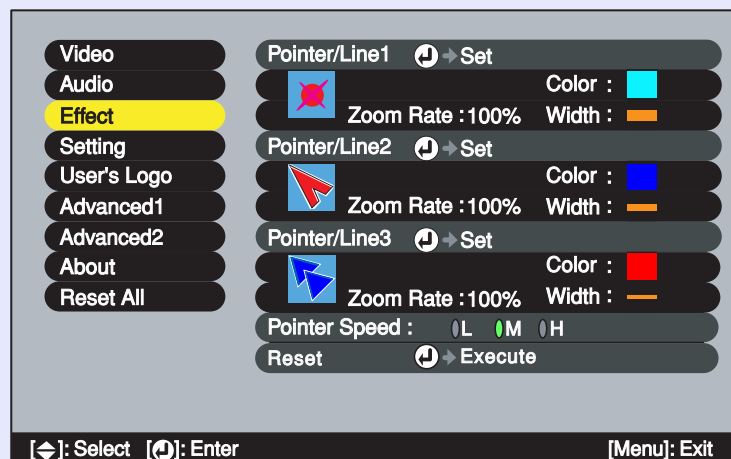 Video
Audio
Effect
Setting
User's Logo
Advanced1
Advanced2
About
Reset All
Pointer/Line1 Set
Color :
Zoom Rate : 100% Width :
Pointer/Line2 Set
Color :
Zoom Rate : 100% Width :
Pointer/Line3 Set
Color :
Zoom Rate : 100% Width :
Pointer Speed : L M H
Reset Execute
[ ]: Select [ ]: Enter [Menu]: Exit